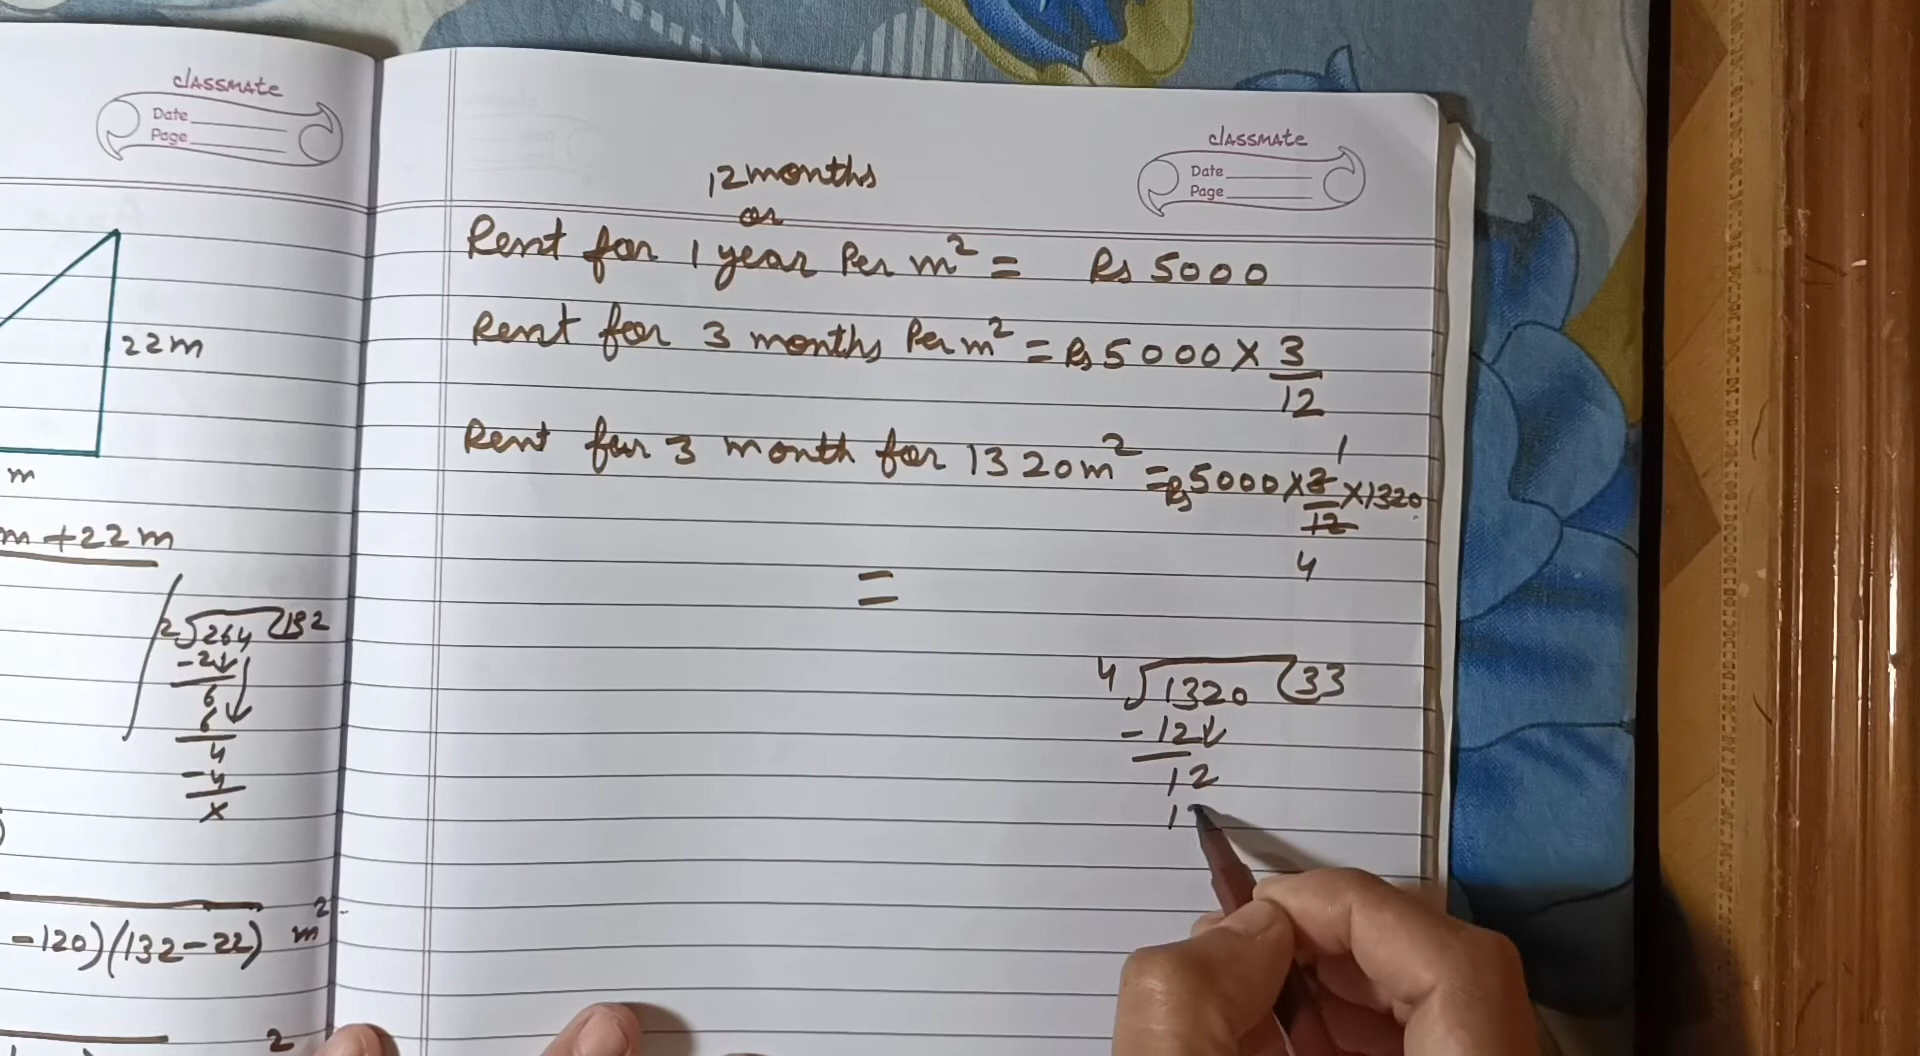 classmate
Date
Page
22m
m
m +22m
2 264 132
-2
6
6
4
-4
x
-120)(132-22) m²
2
classmate
Date
Page
12 months
or
Rent for 1 year Per m² = Rs 5000
Rent for 3 months Per m² = Rs 5000 × 3/12
Rent for 3 month for 1320m² = Rs 5000 × 3/12 × 1320
1
4
=
4 1320 33
-12
12
1